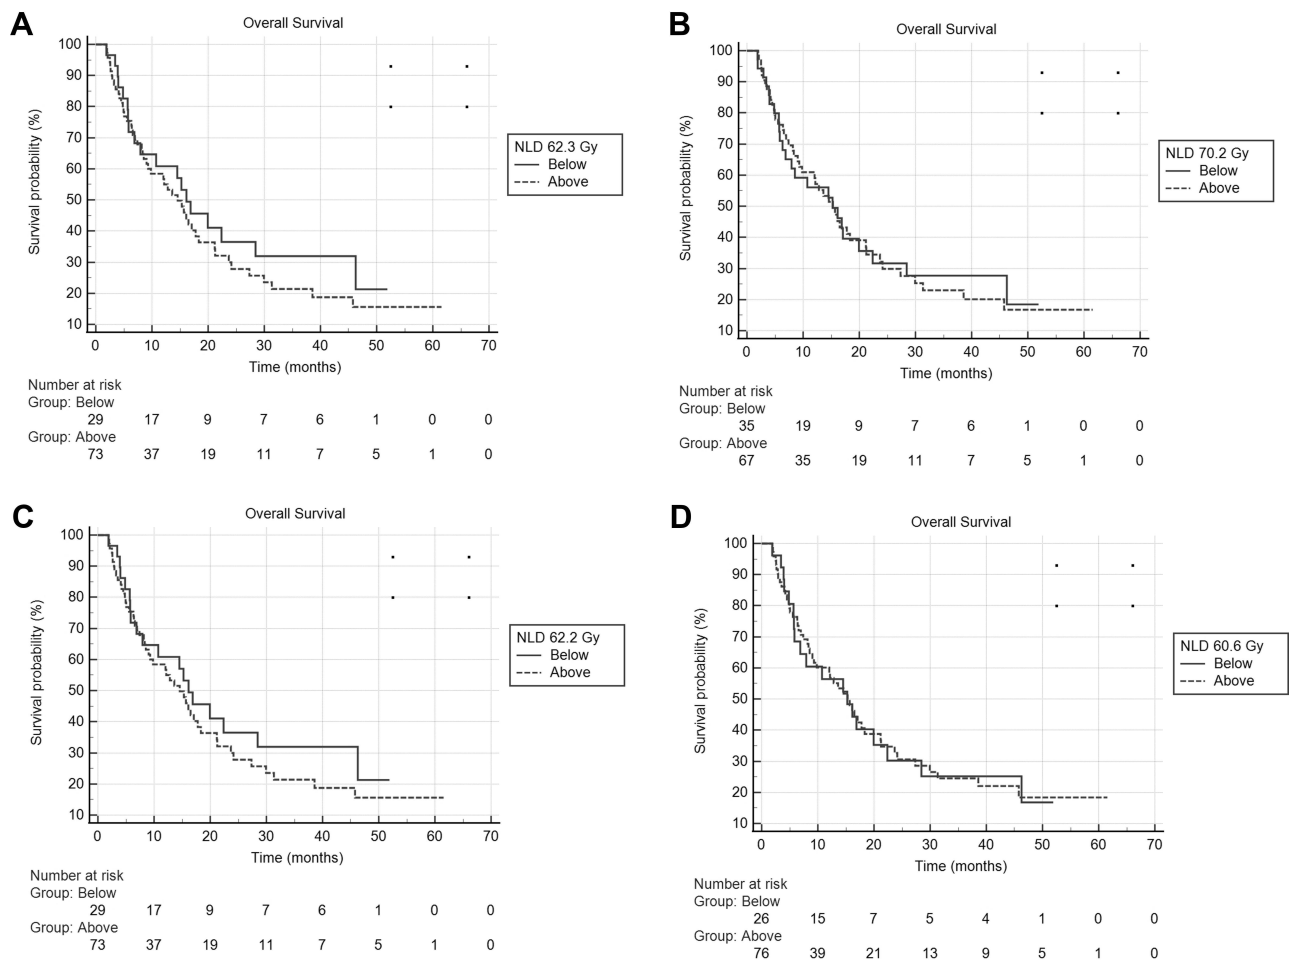 A
Overall Survival
Survival probability (%)
100
90
80
70
60
50
40
30
20
10
0 10 20 30 40 50 60 70
Time (months)
NLD 62.3 Gy
Below
Above
Number at risk
Group: Below
29 17 9 7 6 1 0 0
Group: Above
73 37 19 11 7 5 1 0
B
Overall Survival
Survival probability (%)
100
90
80
70
60
50
40
30
20
10
0 10 20 30 40 50 60 70
Time (months)
NLD 70.2 Gy
Below
Above
Number at risk
Group: Below
35 19 9 7 6 1 0 0
Group: Above
67 35 19 11 7 5 1 0
C
Overall Survival
Survival probability (%)
100
90
80
70
60
50
40
30
20
10
0 10 20 30 40 50 60 70
Time (months)
NLD 62.2 Gy
Below
Above
Number at risk
Group: Below
29 17 9 7 6 1 0 0
Group: Above
73 37 19 11 7 5 1 0
D
Overall Survival
Survival probability (%)
100
90
80
70
60
50
40
30
20
10
0 10 20 30 40 50 60 70
Time (months)
NLD 60.6 Gy
Below
Above
Number at risk
Group: Below
26 15 7 5 4 1 0 0
Group: Above
76 39 21 13 9 5 1 0